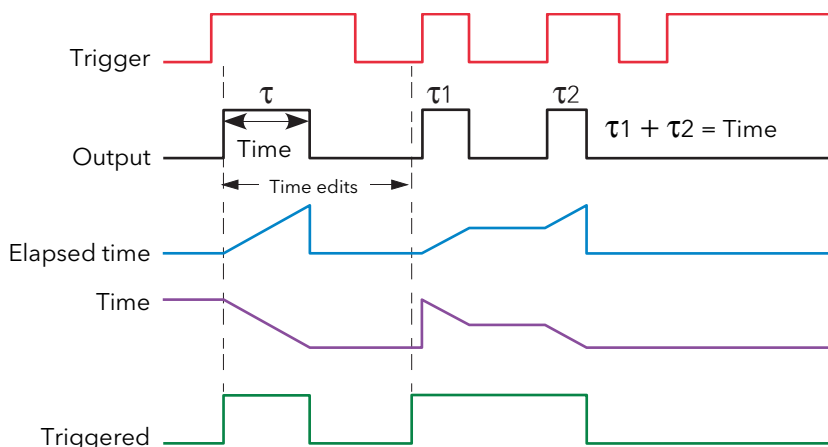 Trigger
τ
τ1
τ2
Time
τ1 + τ2 = Time
Output
Time edits
Elapsed time
Time
Triggered